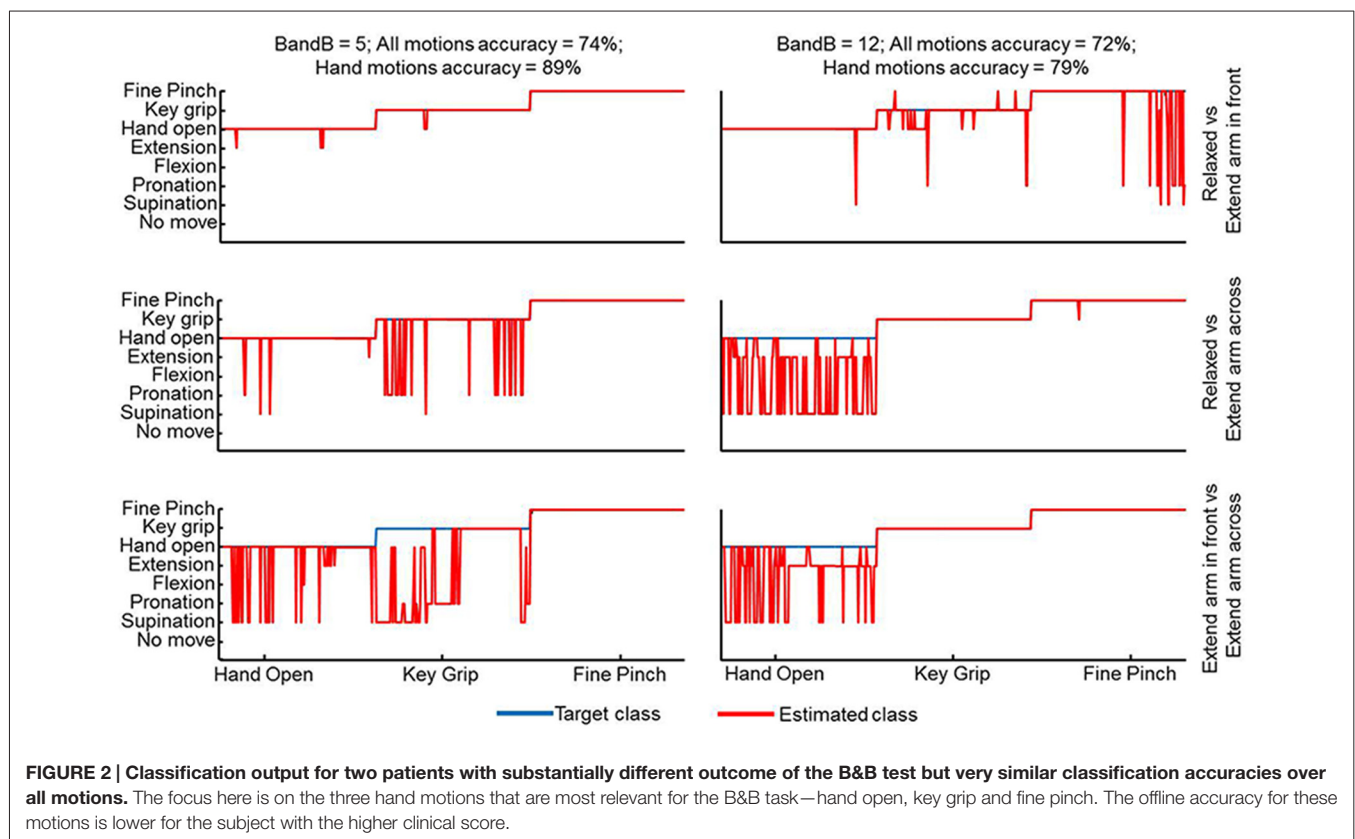 BandB = 5; All motions accuracy = 74%;
Hand motions accuracy = 89%
BandB = 12; All motions accuracy = 72%;
Hand motions accuracy = 79%
Fine Pinch
Key grip
Hand open
Extension
Flexion
Pronation
Supination
No move
Relaxed vs
Extend arm in front
Fine Pinch
Key grip
Hand open
Extension
Flexion
Pronation
Supination
No move
Relaxed vs
Extend arm across
Fine Pinch
Key grip
Hand open
Extension
Flexion
Pronation
Supination
No move
Extend arm in front vs
Extend arm across
Hand Open Key Grip Fine Pinch
Hand Open Key Grip Fine Pinch
Target class Estimated class
FIGURE 2 | Classification output for two patients with substantially different outcome of the B&B test but very similar classification accuracies over
all motions. The focus here is on the three hand motions that are most relevant for the B&B task—hand open, key grip and fine pinch. The offline accuracy for these
motions is lower for the subject with the higher clinical score.